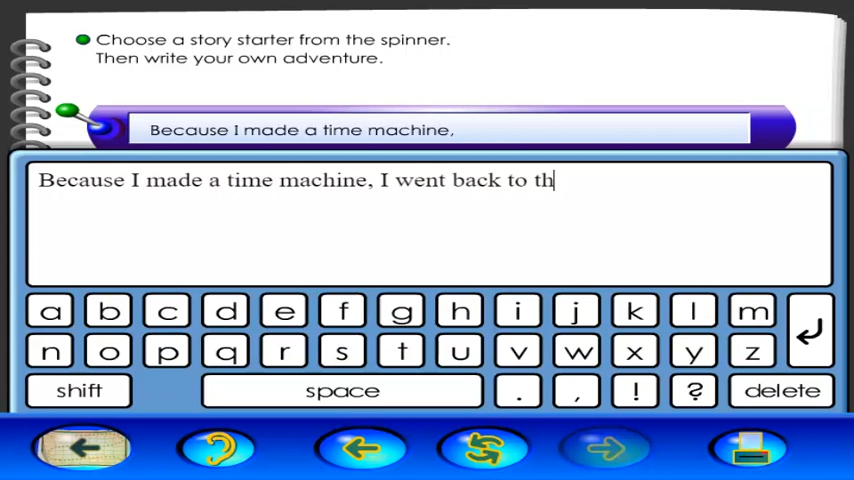 Choose a story starter from the spinner.
Then write your own adventure.
Because I made a time machine,
Because I made a time machine, I went back to th
a b c d e f g h i j k l m
n o p q r s t u v w x y z
shift space . , ! ? delete